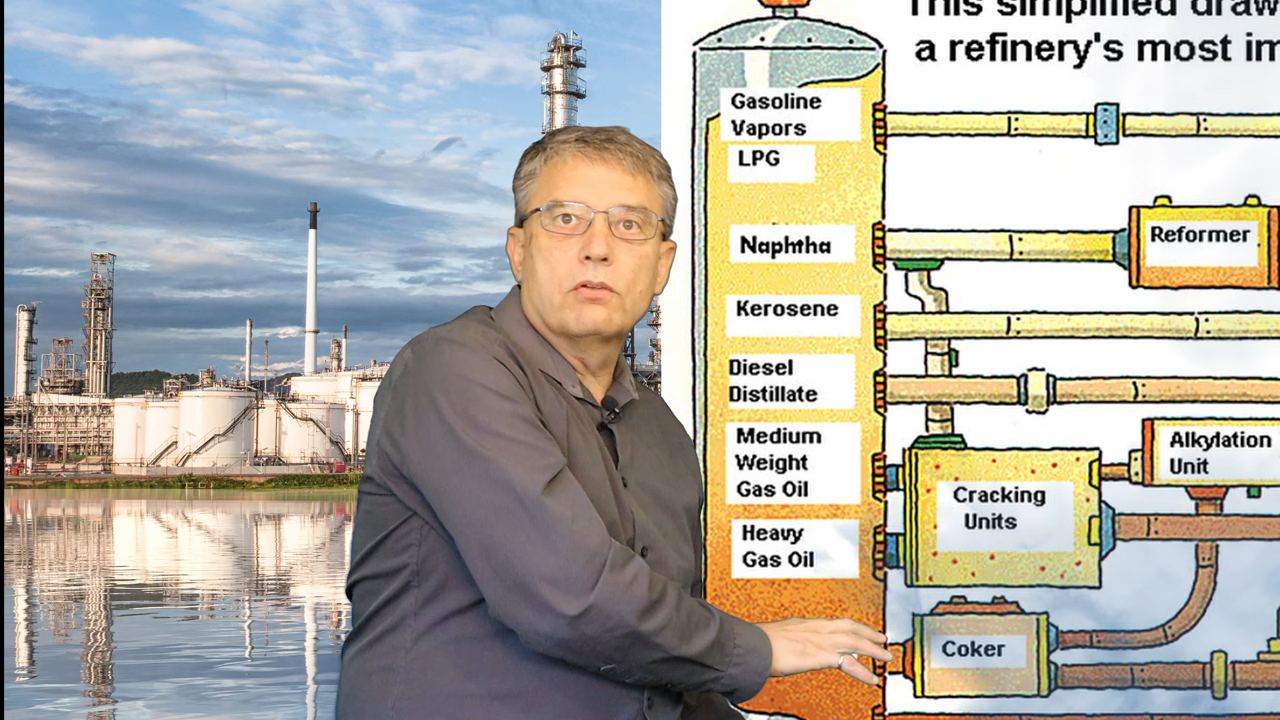 This simplified draw
a refinery's most im
Gasoline
Vapors
LPG
Naphtha
Reformer
Kerosene
Diesel
Distillate
Medium
Weight
Gas Oil
Alkylation
Unit
Cracking
Units
Heavy
Gas Oil
Coker